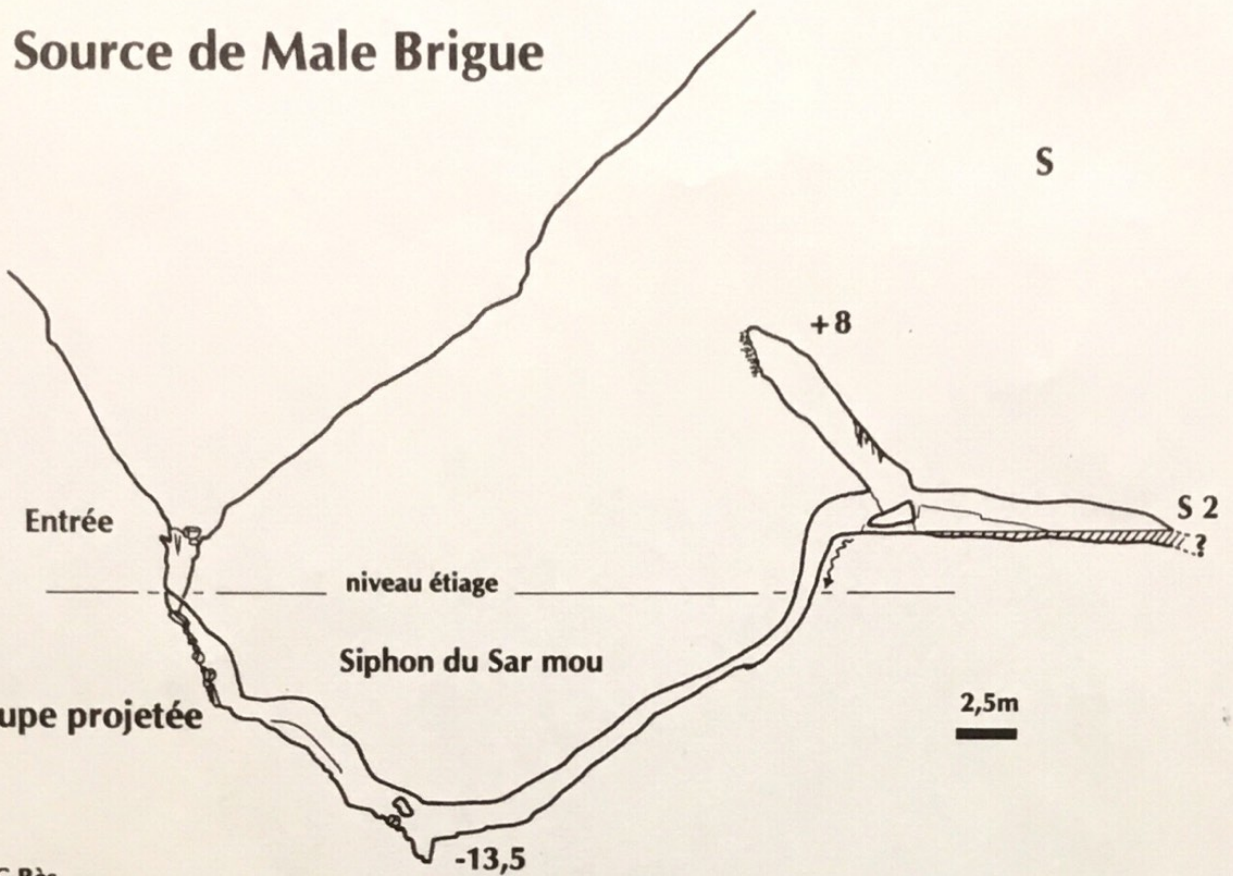 Source de Male Brigue
S
+8
Entrée
S 2
?
niveau étiage
Siphon du Sar mou
upe projetée
2,5m
-13,5